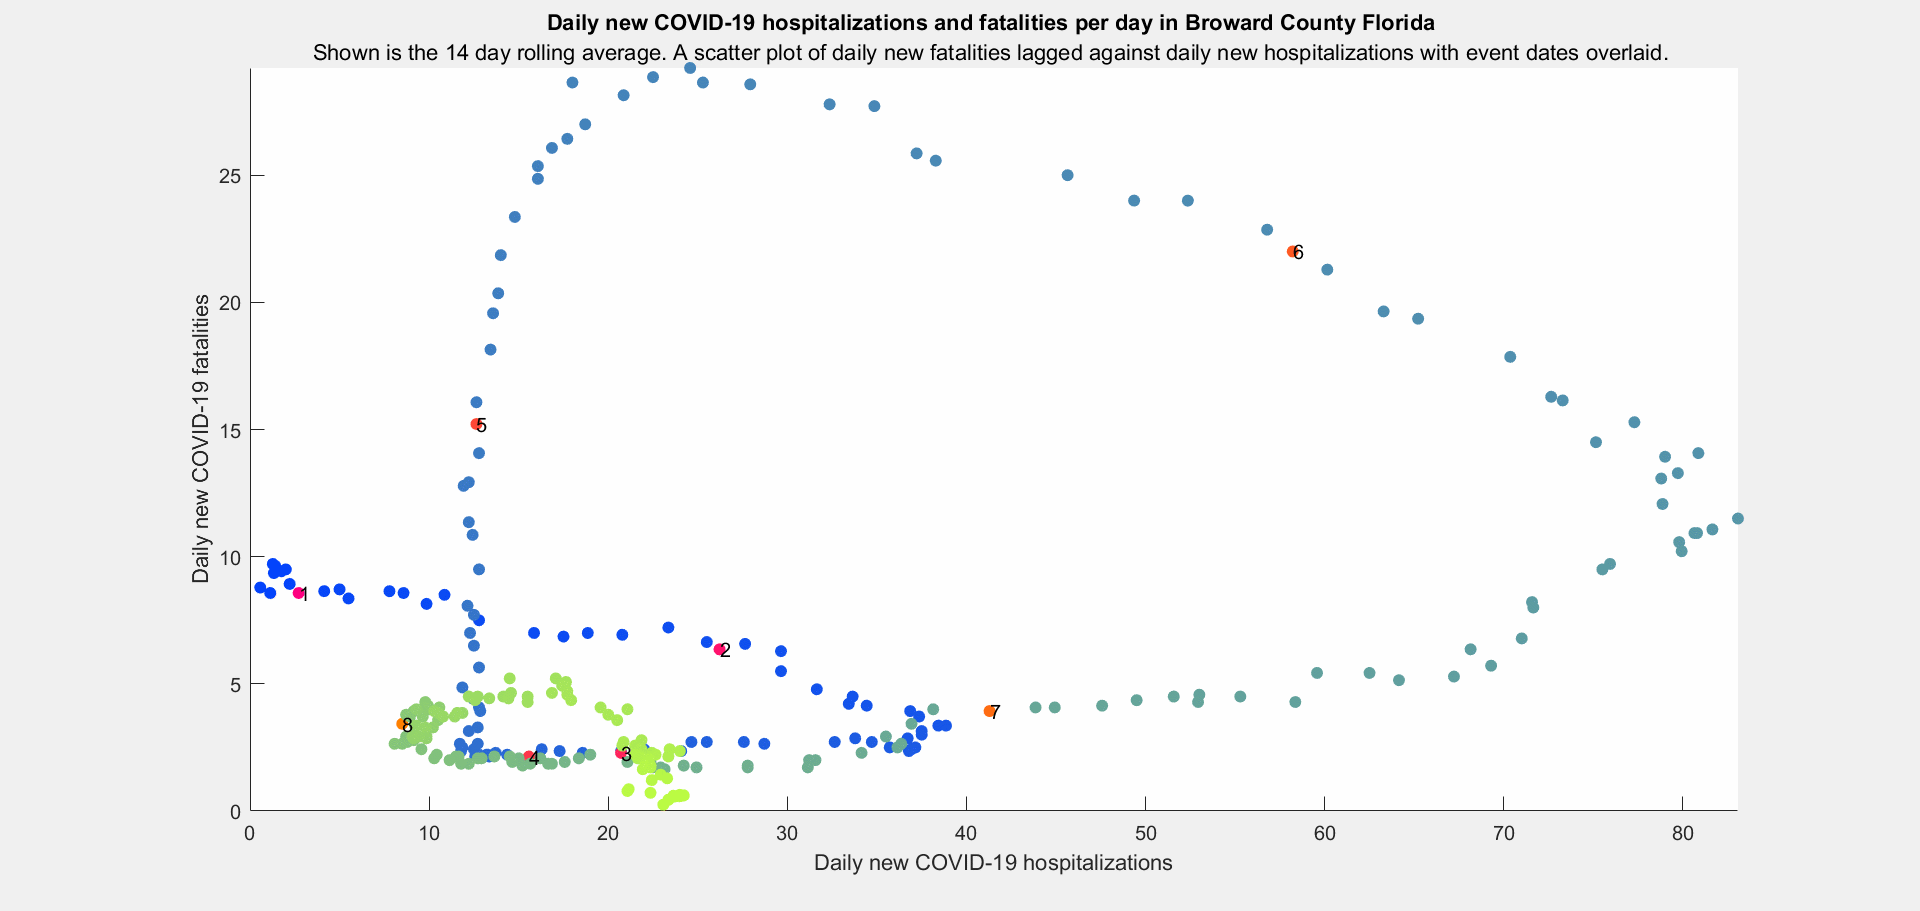 Daily new COVID-19 hospitalizations and fatalities per day in Broward County Florida
Shown is the 14 day rolling average. A scatter plot of daily new fatalities lagged against daily new hospitalizations with event dates overlaid.
Daily new COVID-19 fatalities
25
20
15
10
5
0
6
5
1
2
7
8
3
4
0 10 20 30 40 50 60 70 80
Daily new COVID-19 hospitalizations